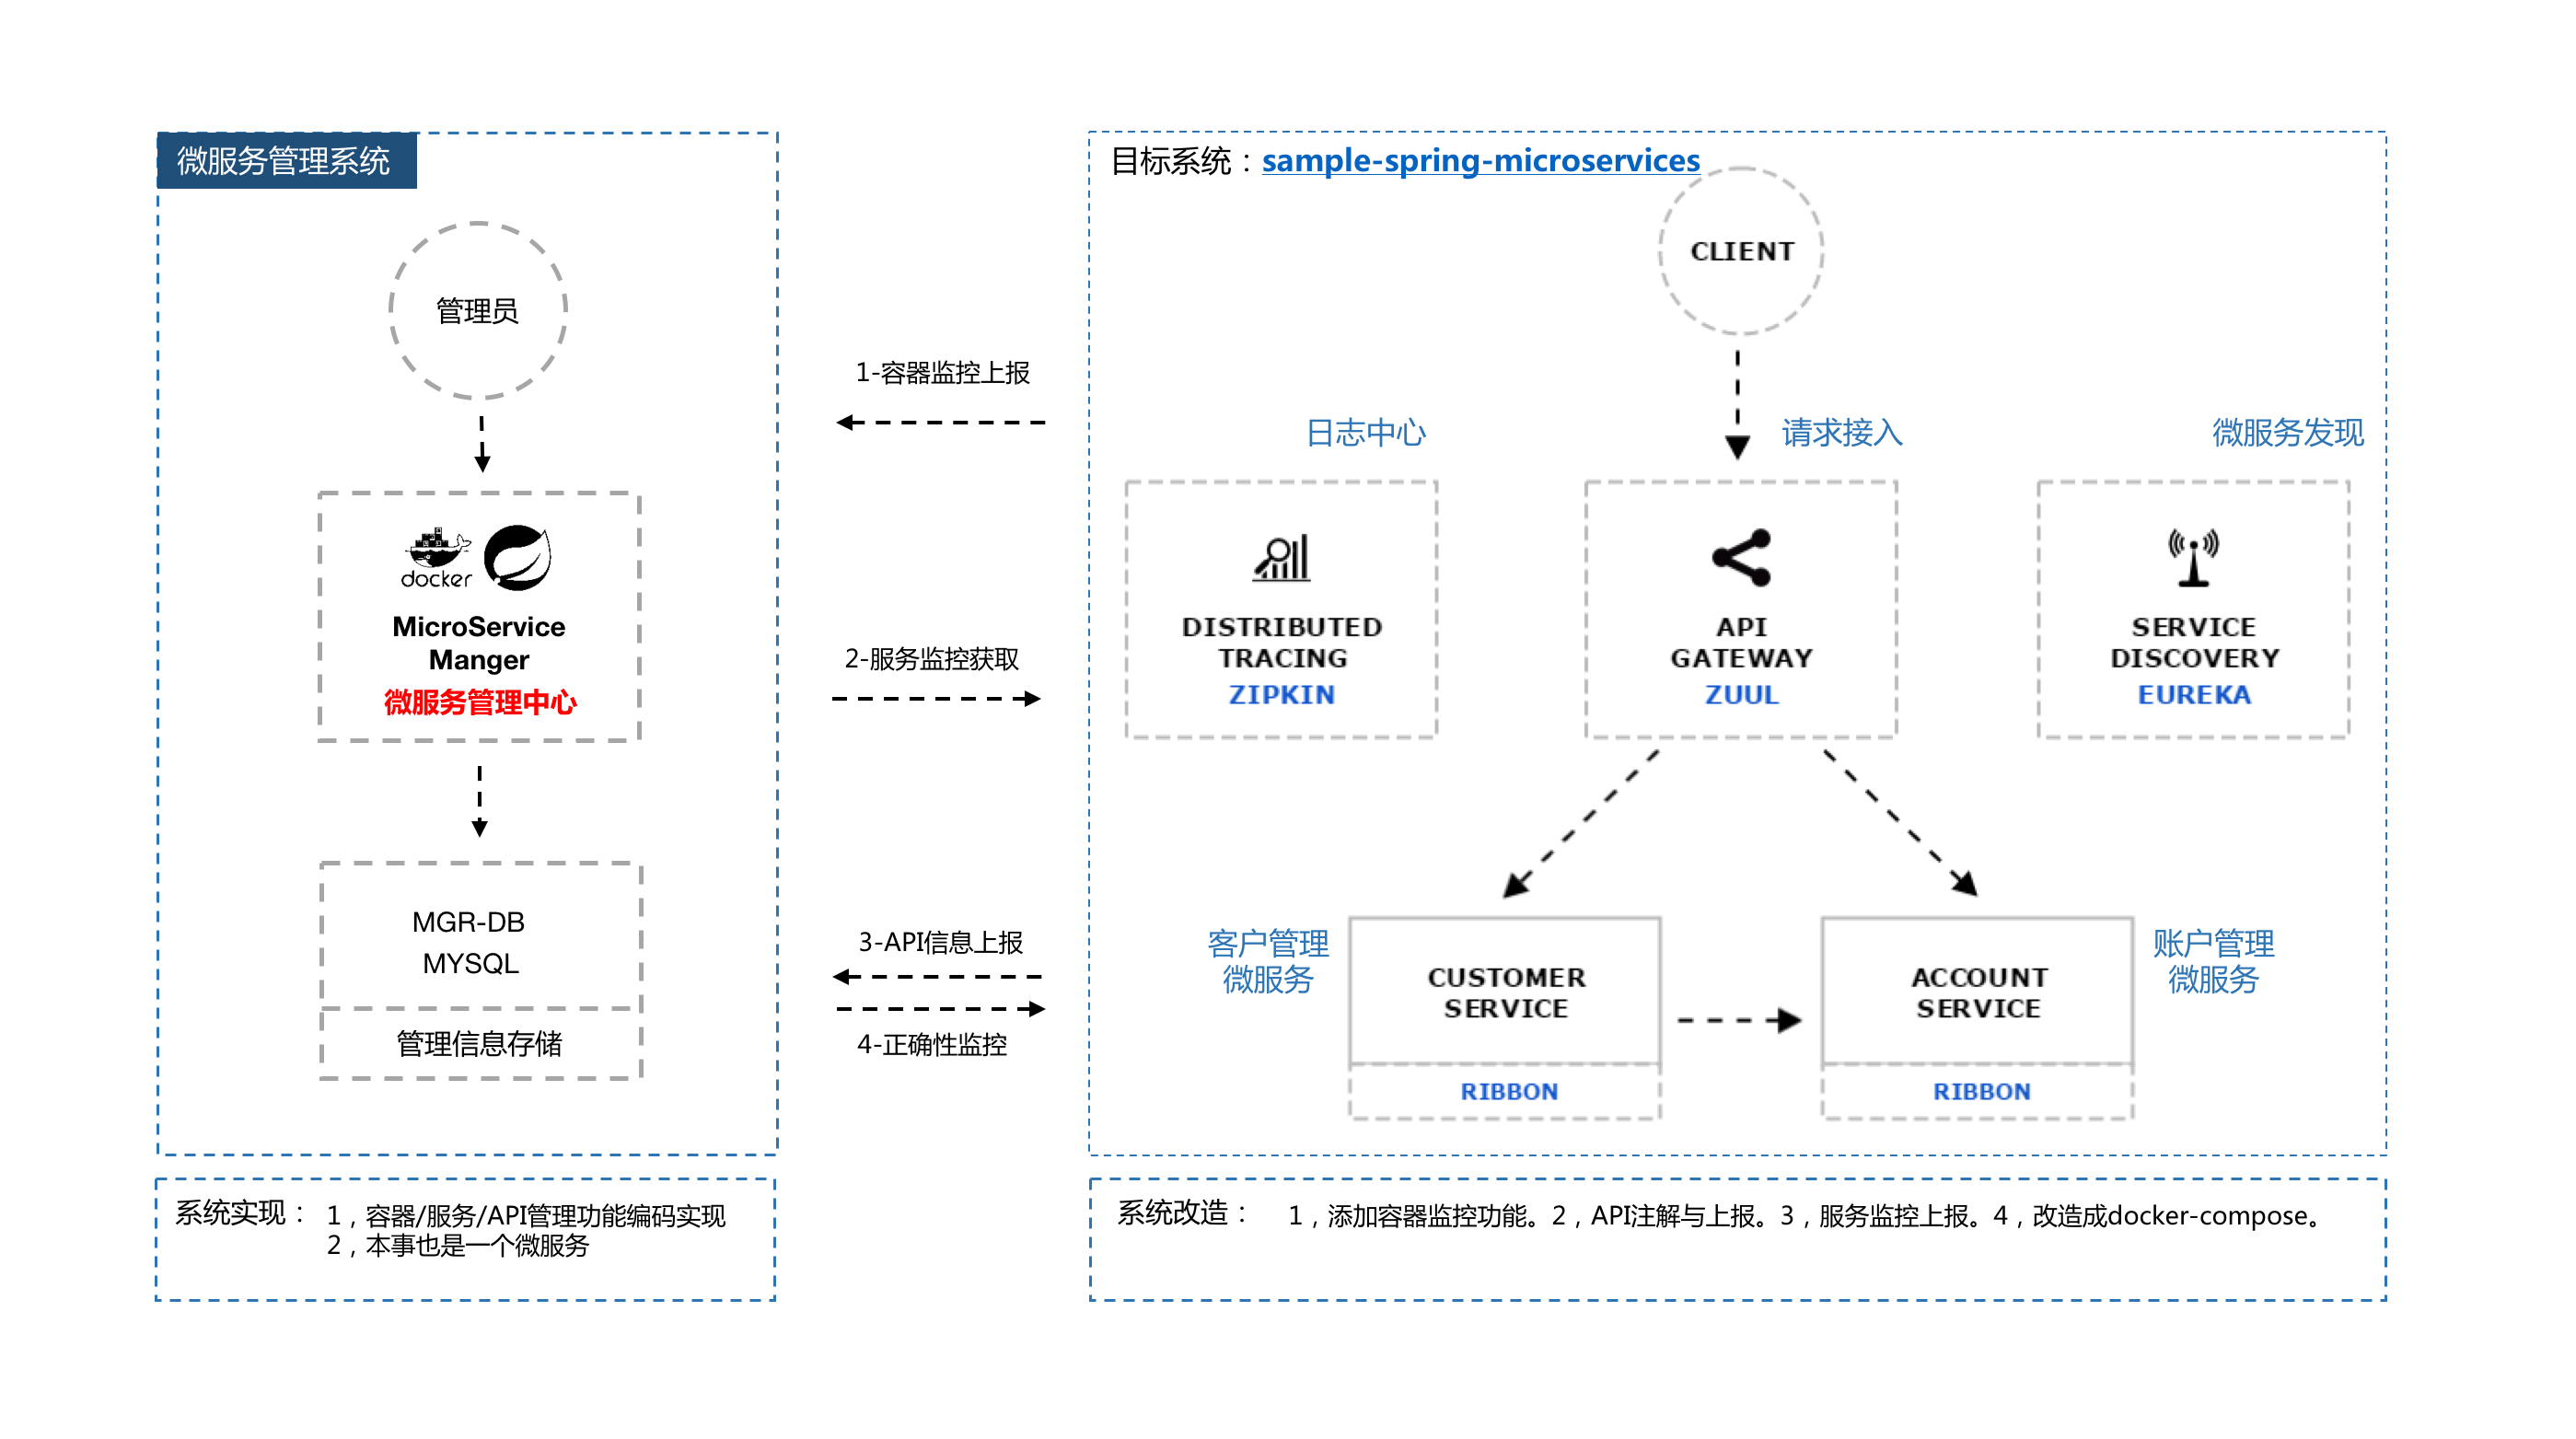 微服务管理系统
管理员
docker
MicroService
Manger
微服务管理中心
MGR-DB
MYSQL
管理信息存储
系统实现： 1，容器/服务/API管理功能编码实现
2，本事也是一个微服务
1-容器监控上报
2-服务监控获取
3-API信息上报
4-正确性监控
目标系统：sample-spring-microservices
CLIENT
日志中心
请求接入
微服务发现
DISTRIBUTED
TRACING
ZIPKIN
API
GATEWAY
ZUUL
SERVICE
DISCOVERY
EUREKA
客户管理
微服务
CUSTOMER
SERVICE
RIBBON
ACCOUNT
SERVICE
RIBBON
账户管理
微服务
系统改造： 1，添加容器监控功能。2，API注解与上报。3，服务监控上报。4，改造成docker-compose。